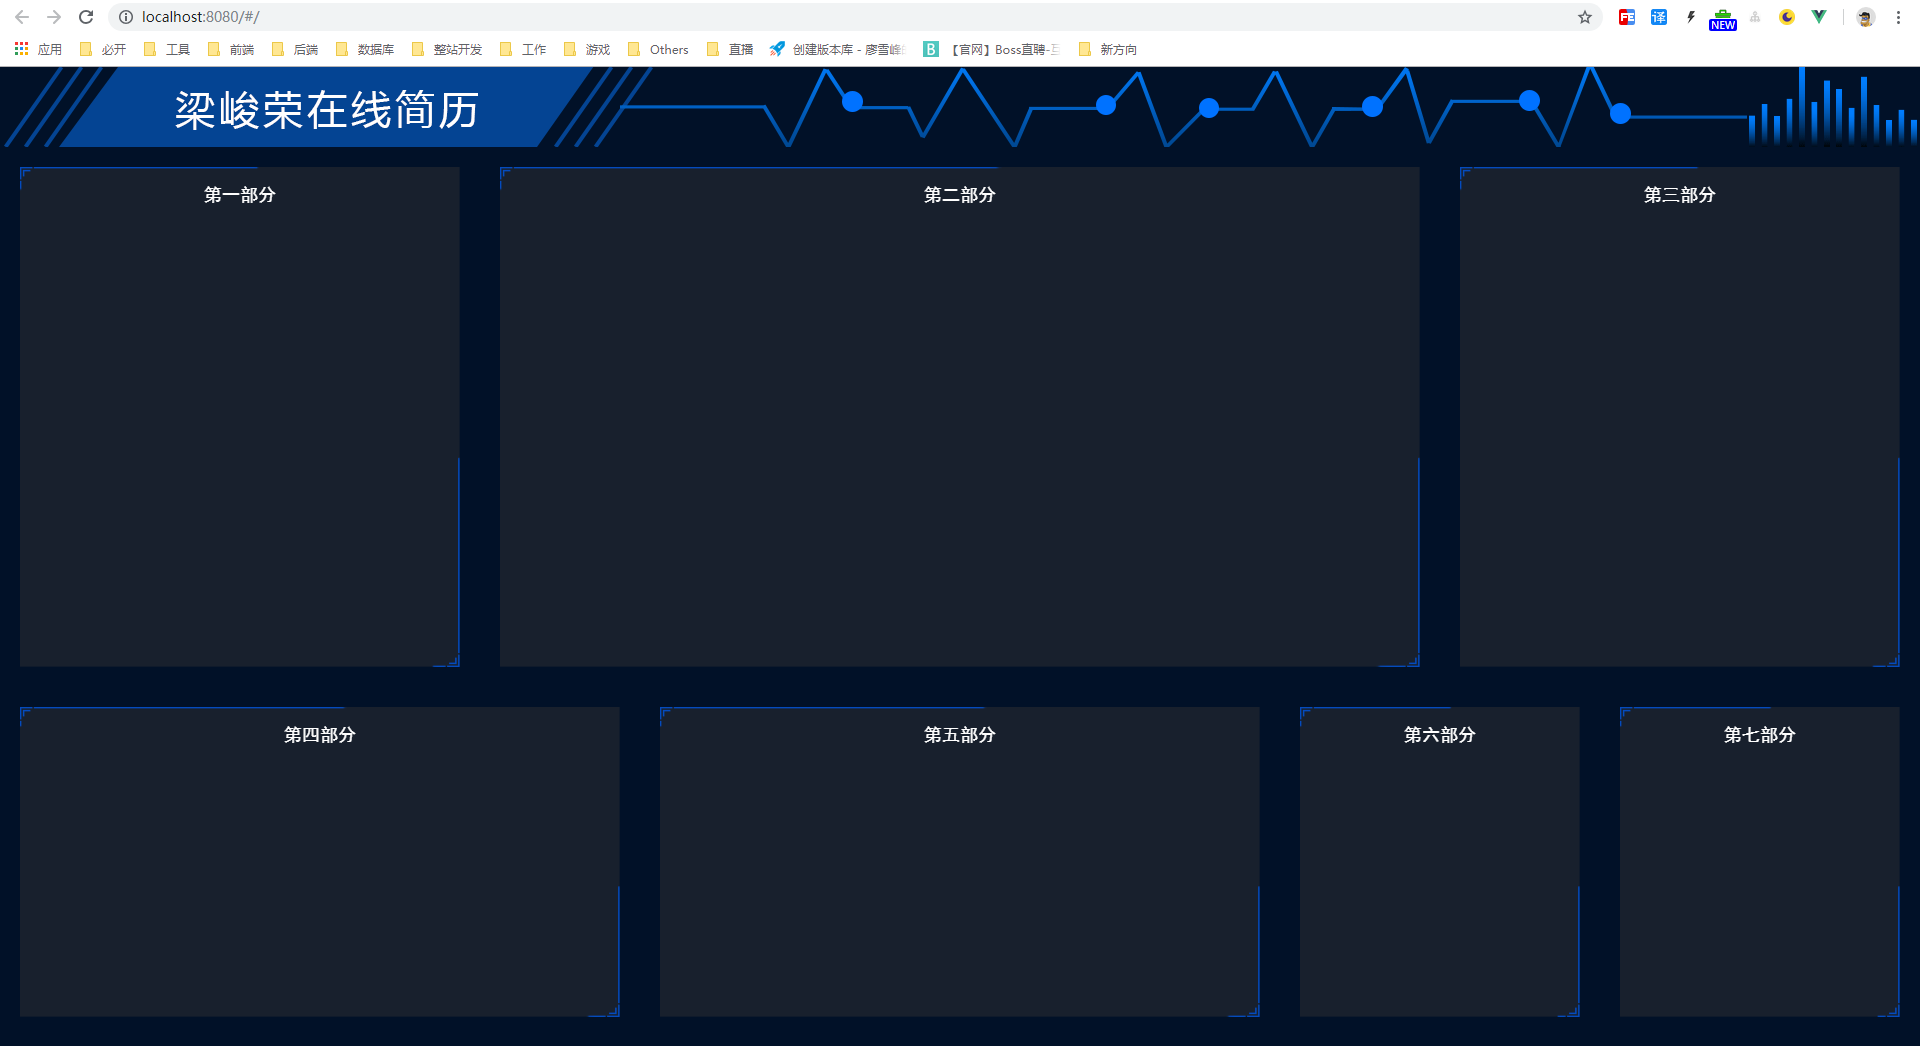 localhost:8080/#/
FE 译 NEW
应用 必开 工具 前端 后端 数据库 整站开发 工作 游戏 Others 直播 创建版本库 - 廖雪峰 B 【官网】Boss直聘-互 新方向
梁峻荣在线简历
第一部分 第二部分 第三部分
第四部分 第五部分 第六部分 第七部分